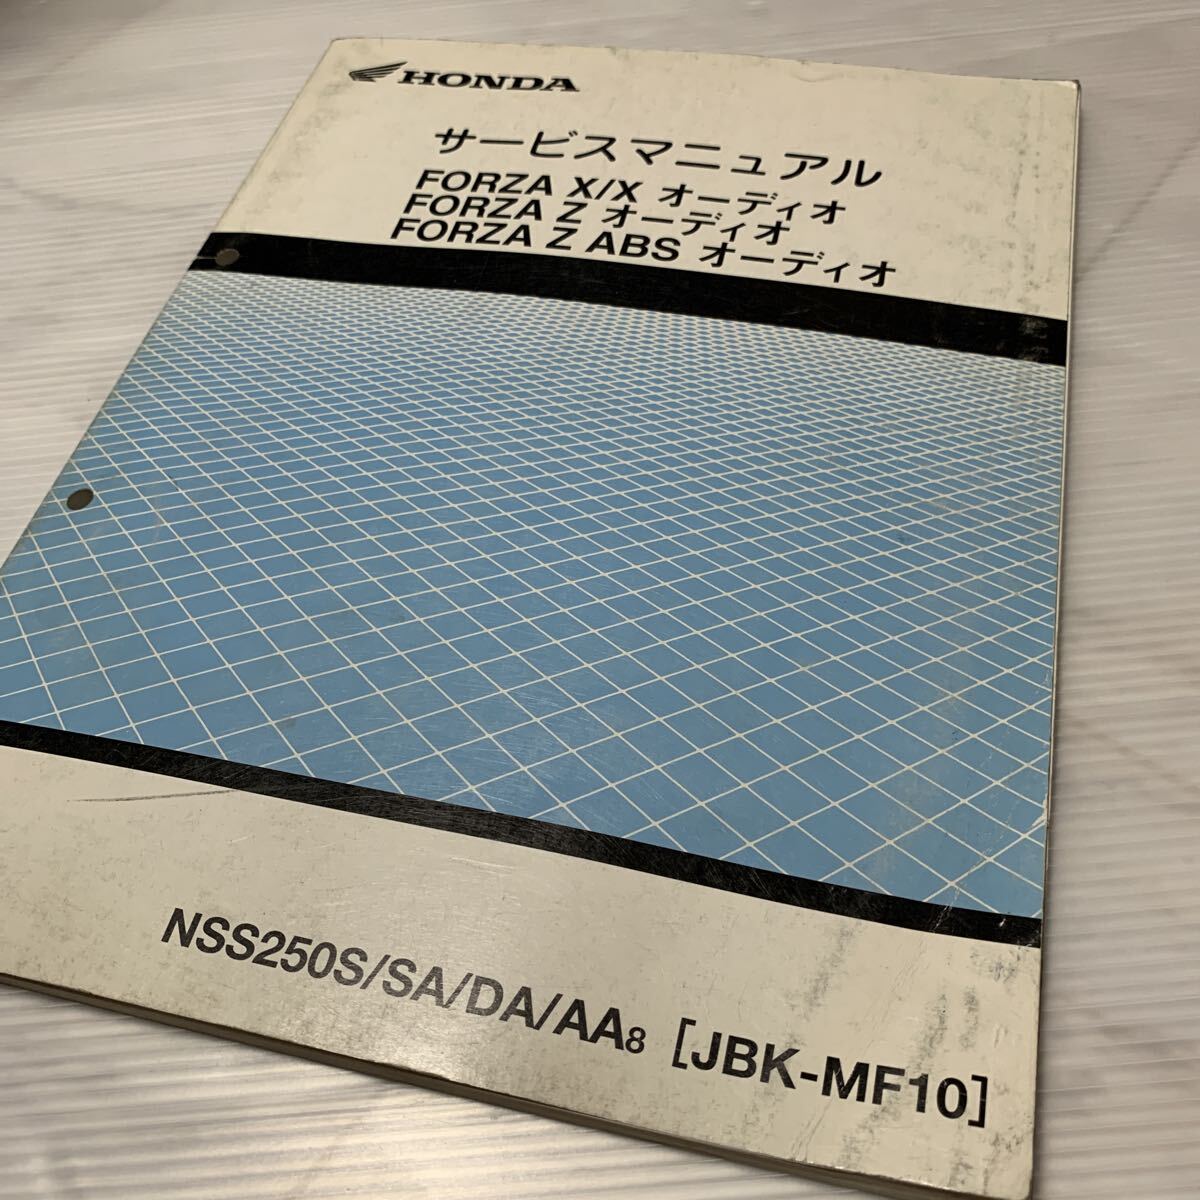 HONDA
サービスマニュアル
FORZA X/X オーディオ
FORZA Z オーディオ
FORZA Z ABS オーディオ
NSS250S/SA/DA/AA8 [JBK-MF10]